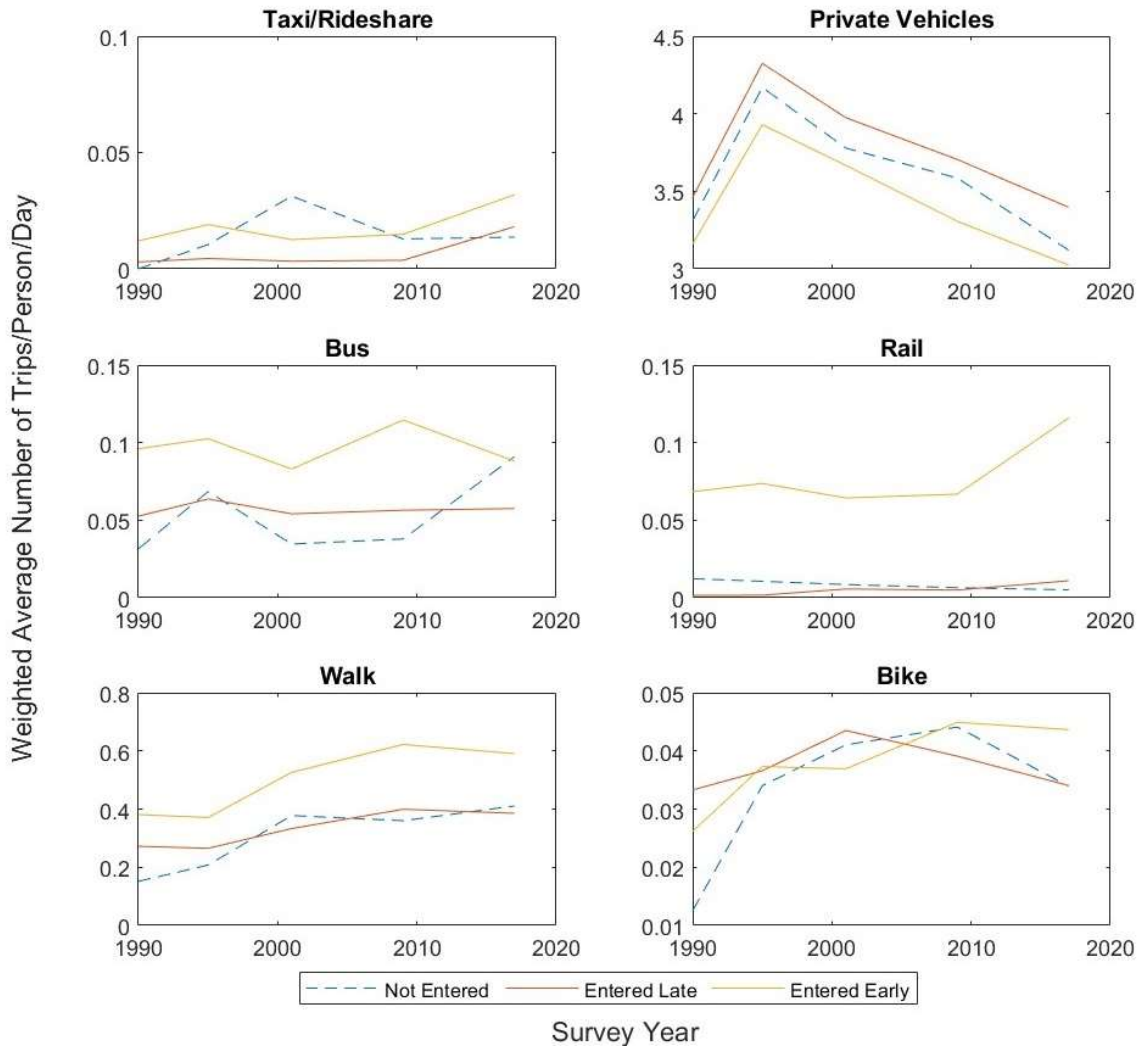 Taxi/Rideshare
0.1
0.05
0
1990 2000 2010 2020
Private Vehicles
4.5
4
3.5
3
1990 2000 2010 2020
Bus
0.15
0.1
0.05
0
1990 2000 2010 2020
Rail
0.15
0.1
0.05
0
1990 2000 2010 2020
Walk
0.8
0.6
0.4
0.2
0
1990 2000 2010 2020
Bike
0.05
0.04
0.03
0.02
0.01
1990 2000 2010 2020
Weighted Average Number of Trips/Person/Day
Not Entered Entered Late Entered Early
Survey Year